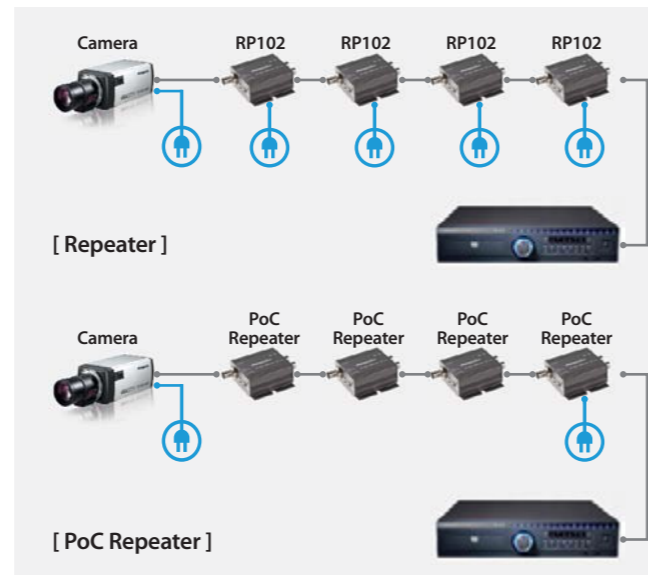 Camera
RP102
RP102
RP102
RP102
[ Repeater ]
Camera
PoC
Repeater
PoC
Repeater
PoC
Repeater
PoC
Repeater
[ PoC Repeater ]